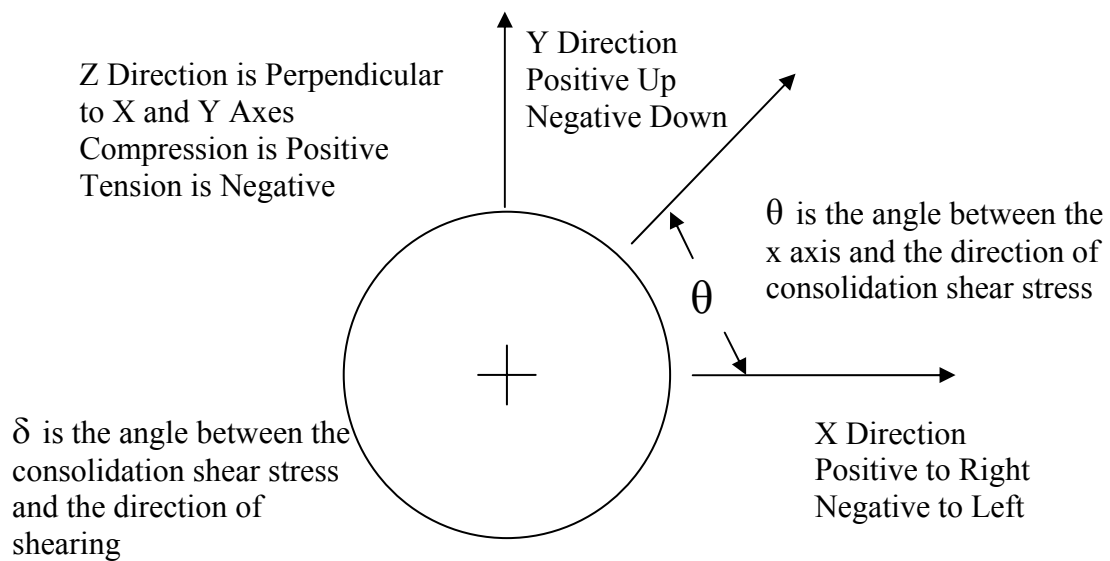 Z Direction is Perpendicular
to X and Y Axes
Compression is Positive
Tension is Negative
Y Direction
Positive Up
Negative Down
θ is the angle between the
x axis and the direction of
consolidation shear stress
θ
δ is the angle between the
consolidation shear stress
and the direction of
shearing
X Direction
Positive to Right
Negative to Left